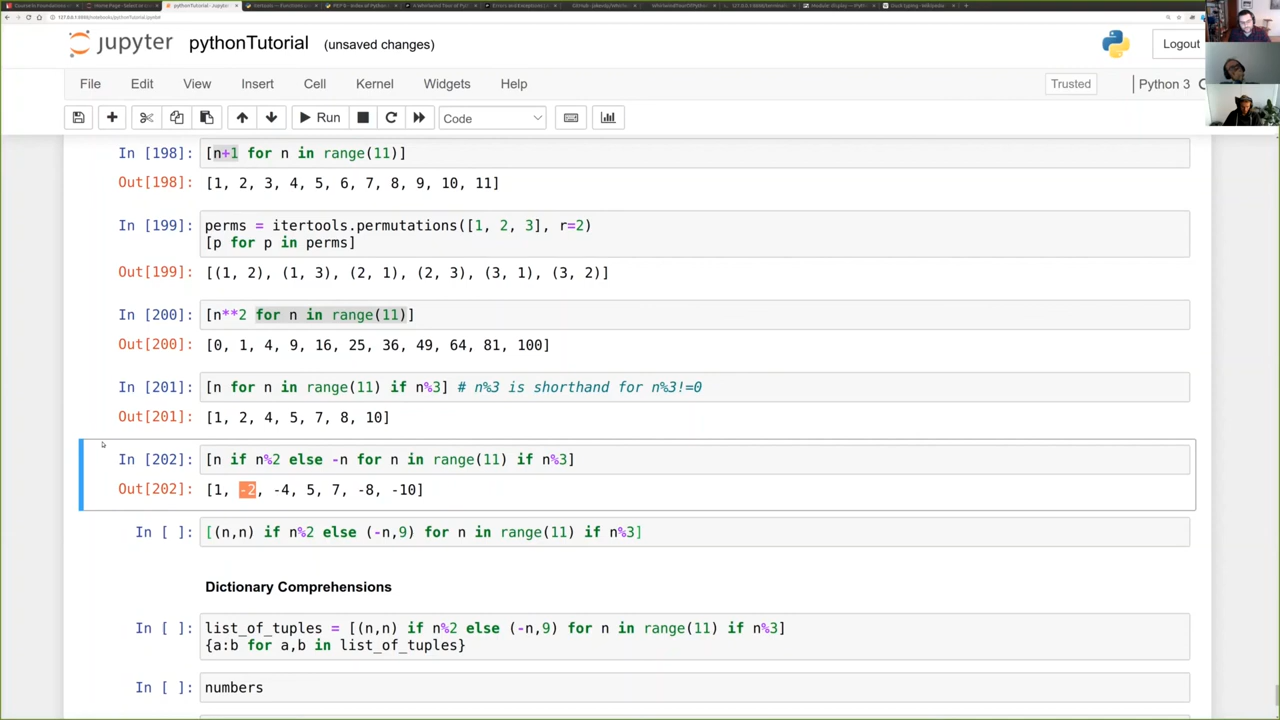 127.0.0.1:8888/notebooks/pythonTutorial.ipynb
jupyter pythonTutorial (unsaved changes) Logout
File Edit View Insert Cell Kernel Widgets Help Trusted Python 3
Run Code
In [198]: [n+1 for n in range(11)]
Out[198]: [1, 2, 3, 4, 5, 6, 7, 8, 9, 10, 11]
In [199]: perms = itertools.permutations([1, 2, 3], r=2)
[p for p in perms]
Out[199]: [(1, 2), (1, 3), (2, 1), (2, 3), (3, 1), (3, 2)]
In [200]: [n**2 for n in range(11)]
Out[200]: [0, 1, 4, 9, 16, 25, 36, 49, 64, 81, 100]
In [201]: [n for n in range(11) if n%3] # n%3 is shorthand for n%3!=0
Out[201]: [1, 2, 4, 5, 7, 8, 10]
In [202]: [n if n%2 else -n for n in range(11) if n%3]
Out[202]: [1, -2, -4, 5, 7, -8, -10]
In [ ]: [(n,n) if n%2 else (-n,9) for n in range(11) if n%3]
Dictionary Comprehensions
In [ ]: list_of_tuples = [(n,n) if n%2 else (-n,9) for n in range(11) if n%3]
{a:b for a,b in list_of_tuples}
In [ ]: numbers